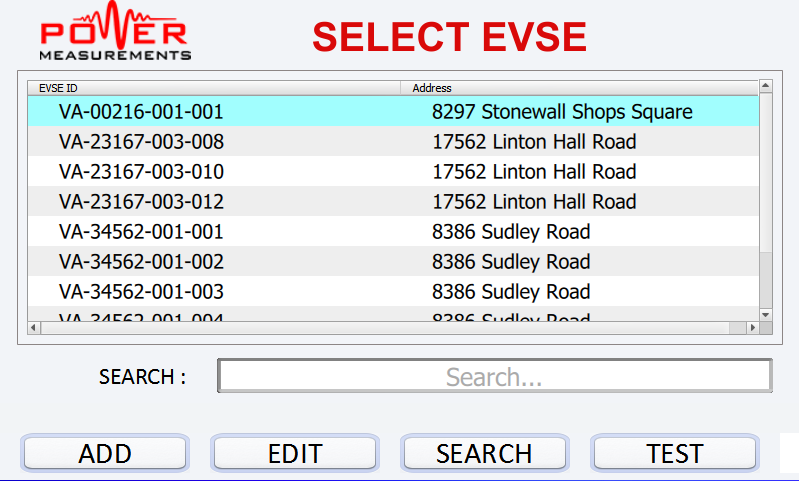 POWER
MEASUREMENTS
SELECT EVSE
EVSE ID Address
VA-00216-001-001 8297 Stonewall Shops Square
VA-23167-003-008 17562 Linton Hall Road
VA-23167-003-010 17562 Linton Hall Road
VA-23167-003-012 17562 Linton Hall Road
VA-34562-001-001 8386 Sudley Road
VA-34562-001-002 8386 Sudley Road
VA-34562-001-003 8386 Sudley Road
VA-34562-001-004 8386 Sudley Road
SEARCH : Search...
ADD EDIT SEARCH TEST